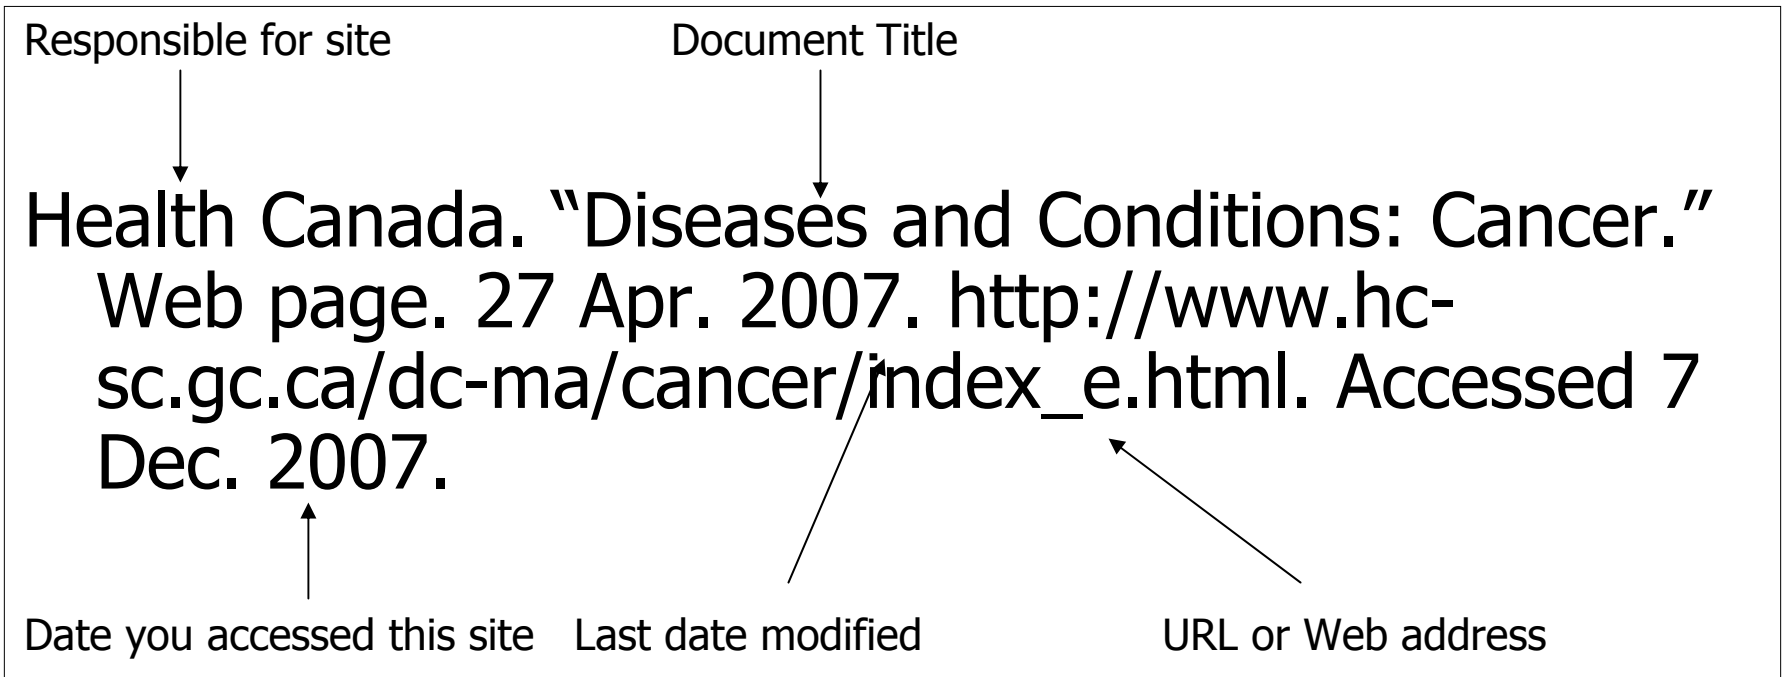 Responsible for site Document Title
Health Canada. “Diseases and Conditions: Cancer.”
Web page. 27 Apr. 2007. http://www.hc-
sc.gc.ca/dc-ma/cancer/index_e.html. Accessed 7
Dec. 2007.
Date you accessed this site Last date modified URL or Web address